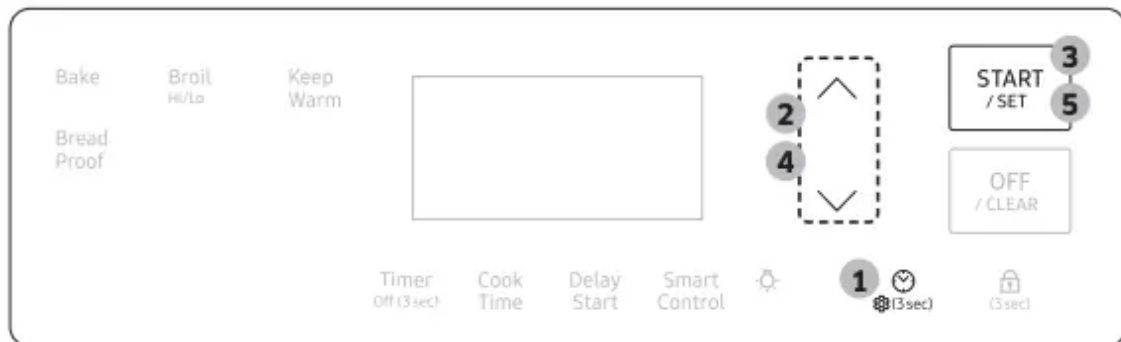 Bake
Broil
Hi/Lo
Keep
Warm
Bread
Proof
2
4
START
/ SET
3
5
OFF
/ CLEAR
Timer
Off (3 sec)
Cook
Time
Delay
Start
Smart
Control
1
(3 sec)
(3 sec)